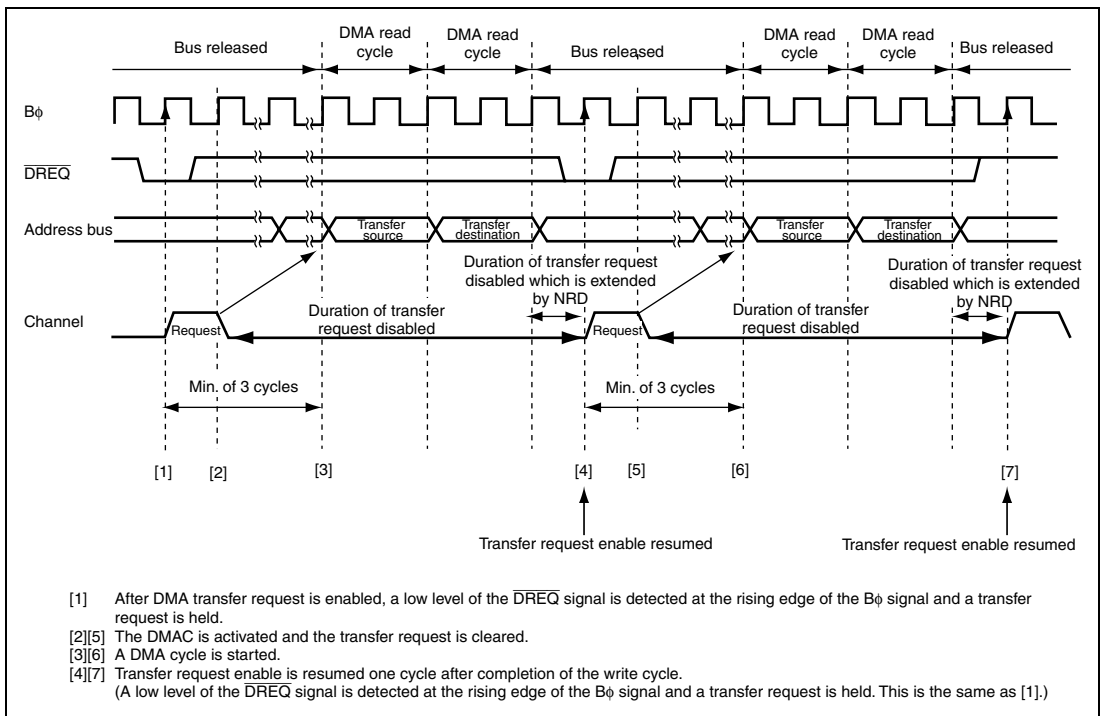 Bus released
DMA read cycle
DMA read cycle
Bus released
DMA read cycle
DMA read cycle
Bus released
Bφ
DREQ
Address bus
Transfer source
Transfer destination
Transfer source
Transfer destination
Duration of transfer request disabled which is extended by NRD
Duration of transfer request disabled which is extended by NRD
Channel
Request
Duration of transfer request disabled
Request
Duration of transfer request disabled
Min. of 3 cycles
Min. of 3 cycles
[1]
[2]
[3]
[4]
[5]
[6]
[7]
Transfer request enable resumed
Transfer request enable resumed
[1] After DMA transfer request is enabled, a low level of the DREQ signal is detected at the rising edge of the Bφ signal and a transfer
request is held.
[2][5] The DMAC is activated and the transfer request is cleared.
[3][6] A DMA cycle is started.
[4][7] Transfer request enable is resumed one cycle after completion of the write cycle.
(A low level of the DREQ signal is detected at the rising edge of the Bφ signal and a transfer request is held. This is the same as [1].)